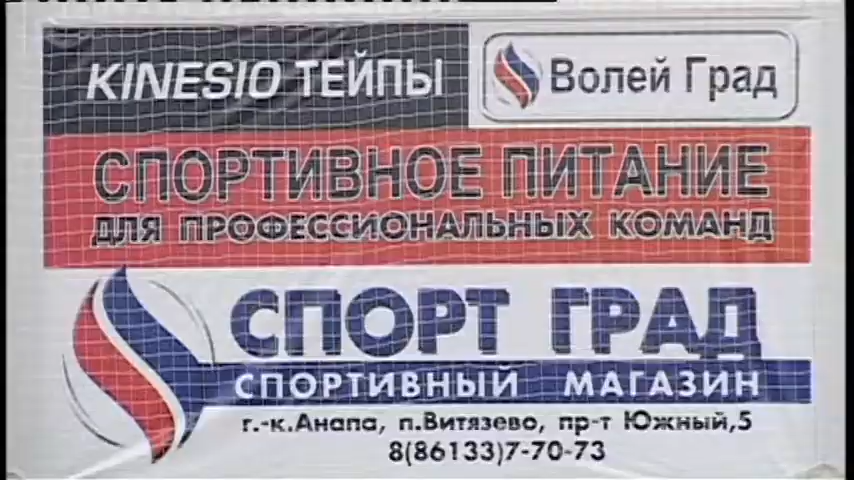 KINESIO ТЕЙПЫ
Волей Град
СПОРТИВНОЕ ПИТАНИЕ
ДЛЯ ПРОФЕССИОНАЛЬНЫХ КОМАНД
СПОРТ ГРАД
СПОРТИВНЫЙ МАГАЗИН
г.-к.Анапа, п.Витязево, пр-т Южный,5
8(86133)7-70-73